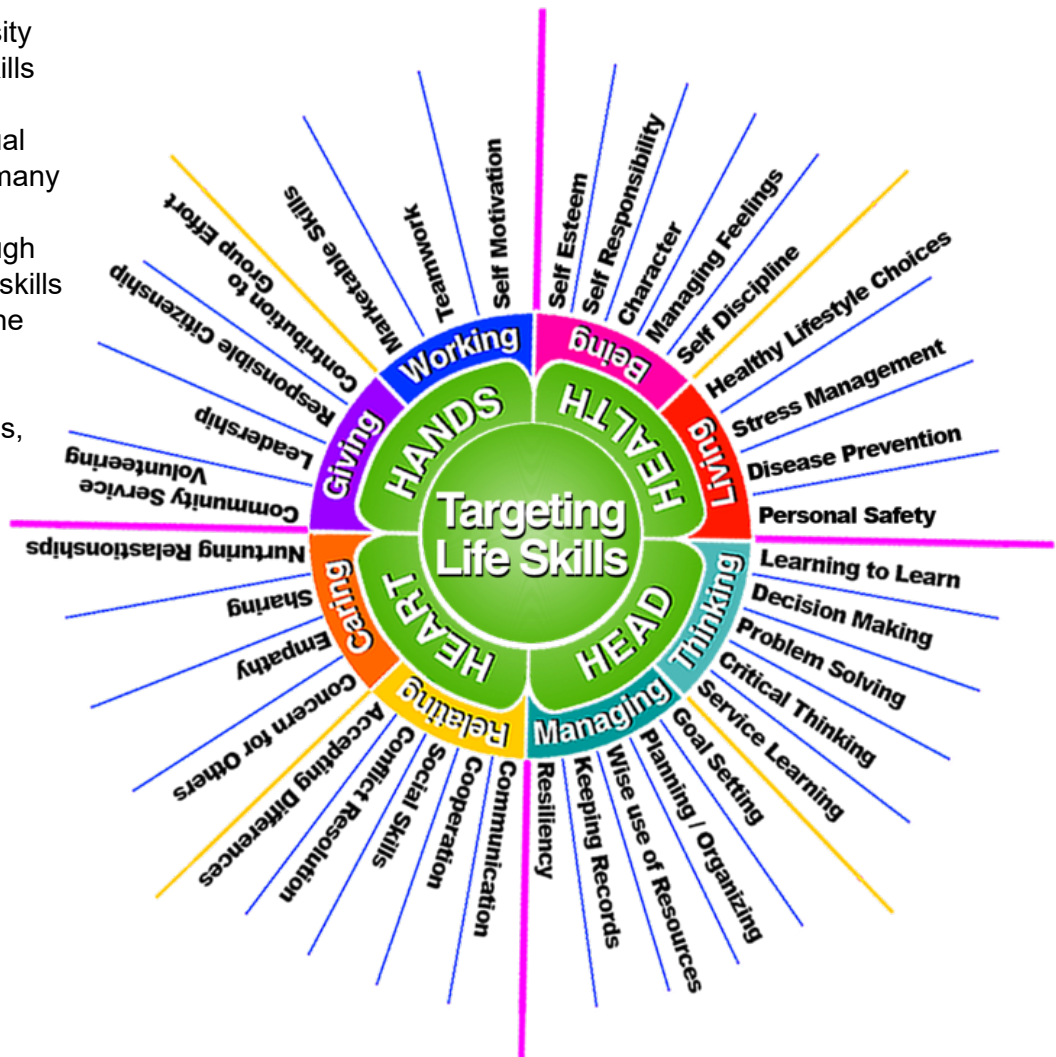 sity
ills
ual
many
ugh
skills
ne
s,
Targeting
Life Skills
HEALTH
Being
Self Esteem
Self Responsibility
Character
Managing Feelings
Self Discipline
Living
Healthy Lifestyle Choices
Stress Management
Disease Prevention
Personal Safety
HEAD
Thinking
Learning to Learn
Decision Making
Problem Solving
Critical Thinking
Service Learning
Managing
Goal Setting
Planning / Organizing
Wise use of Resources
Keeping Records
Resiliency
HEART
Relating
Communication
Cooperation
Social Skills
Conflict Resolution
Accepting Differences
Caring
Concern for Others
Empathy
Sharing
Nurturing Relastionships
HANDS
Giving
Community Service
Volunteering
Leadership
Responsible Citizenship
Contribution to
Group Effort
Working
Marketable Skills
Teamwork
Self Motivation